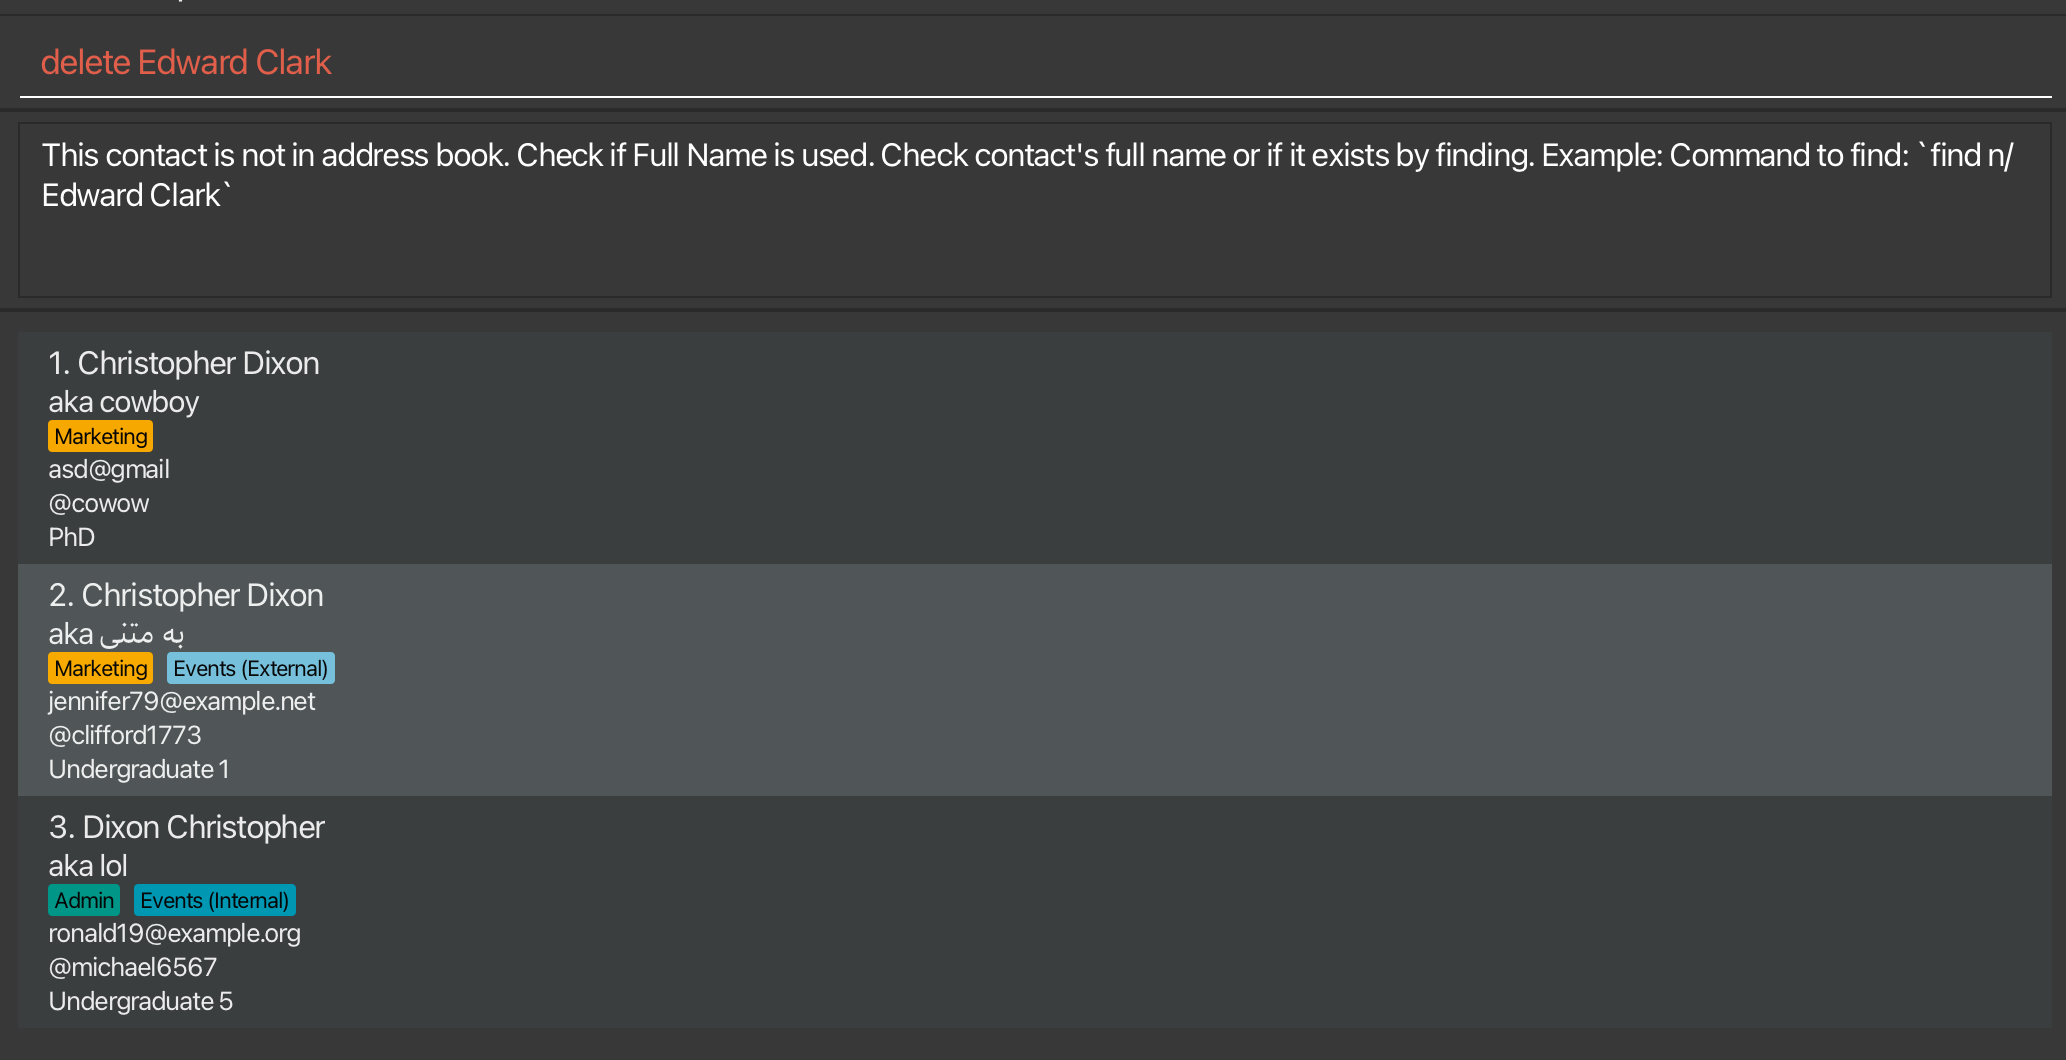 delete Edward Clark
This contact is not in address book. Check if Full Name is used. Check contact's full name or if it exists by finding. Example: Command to find: `find n/
Edward Clark`
1. Christopher Dixon
aka cowboy
Marketing
asd@gmail
@cowow
PhD
2. Christopher Dixon
aka به متنی
Marketing Events (External)
jennifer79@example.net
@clifford1773
Undergraduate 1
3. Dixon Christopher
aka lol
Admin Events (Internal)
ronald19@example.org
@michael6567
Undergraduate 5